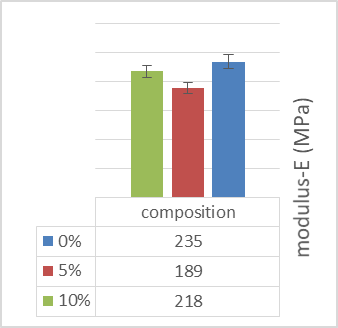 modulus-E (MPa)
composition
0% 235
5% 189
10% 218